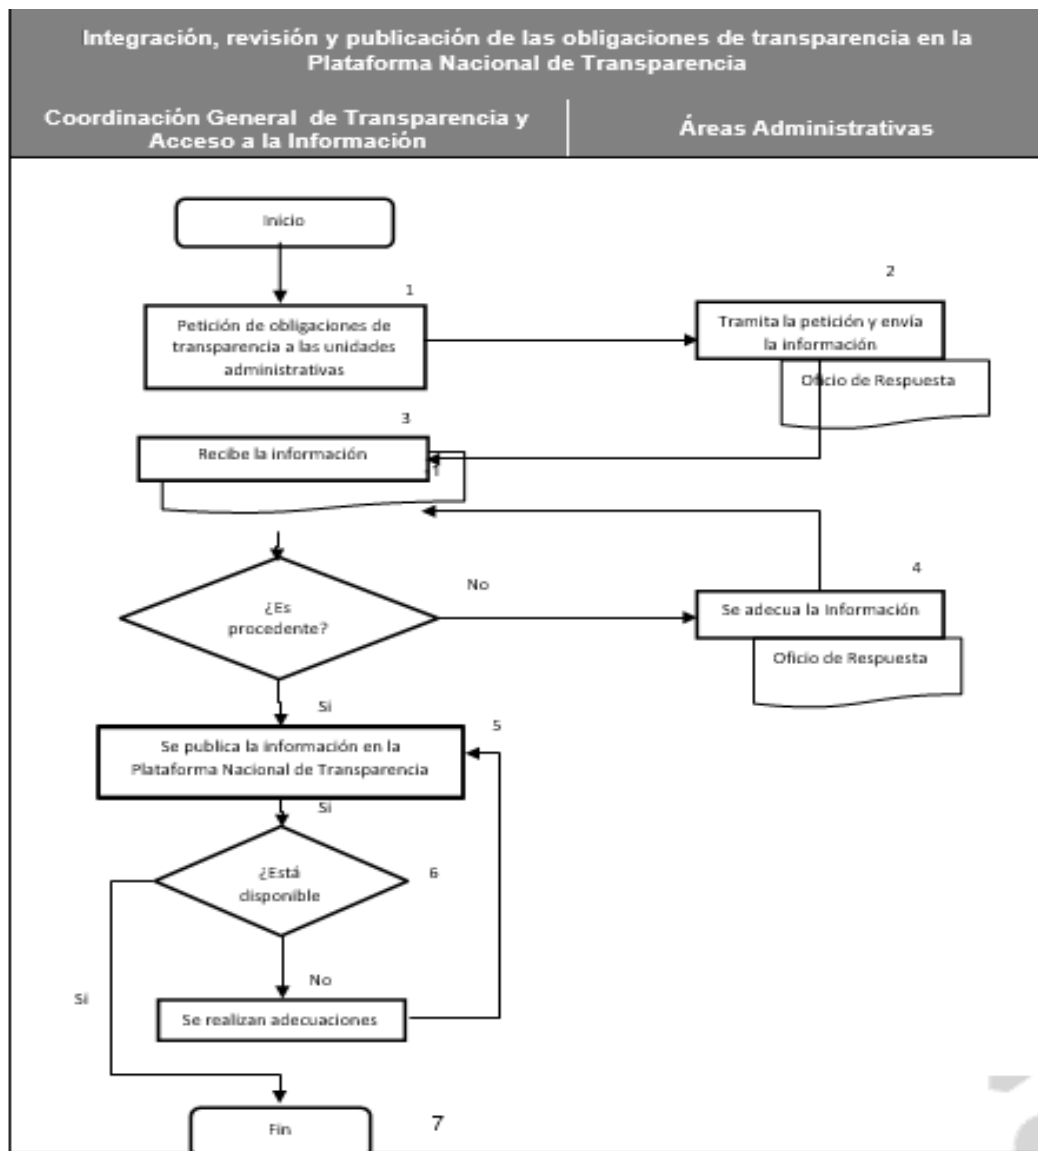 Integración, revisión y publicación de las obligaciones de transparencia en la
Plataforma Nacional de Transparencia
Coordinación General de Transparencia y
Acceso a la Información
Áreas Administrativas
Inicio
1
2
Petición de obligaciones de
transparencia a las unidades
administrativas
Tramita la petición y envía
la información
Oficio de Respuesta
3
Recibe la información
1
¿Es
procedente?
No
4
Se adecua la Información
Oficio de Respuesta
Si
5
Se publica la información en la
Plataforma Nacional de Transparencia
Si
¿Está
disponible
6
No
Si
Se realizan adecuaciones
Fin
7